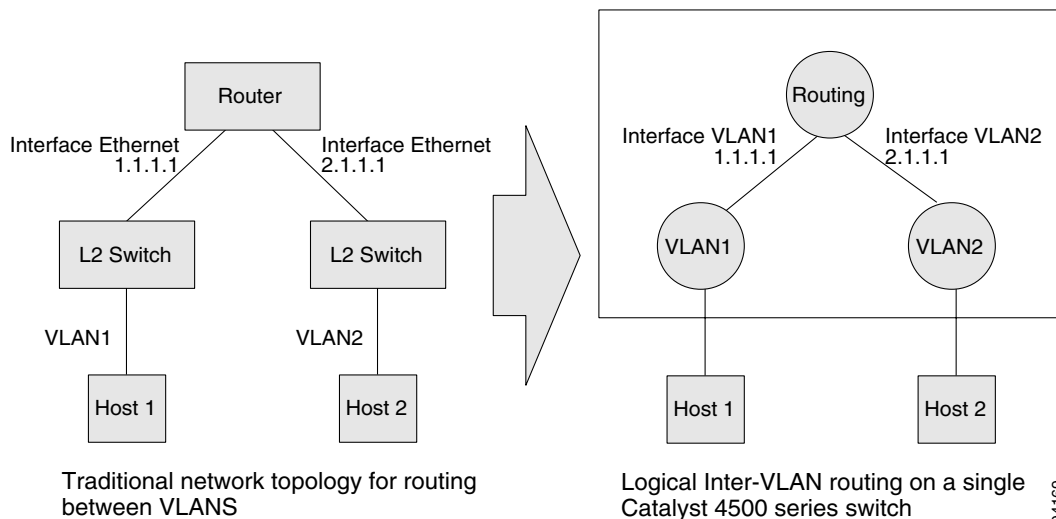 Router
Interface Ethernet
1.1.1.1
Interface Ethernet
2.1.1.1
L2 Switch
L2 Switch
VLAN1
VLAN2
Host 1
Host 2
Traditional network topology for routing
between VLANS
Routing
Interface VLAN1
1.1.1.1
Interface VLAN2
2.1.1.1
VLAN1
VLAN2
Host 1
Host 2
Logical Inter-VLAN routing on a single
Catalyst 4500 series switch